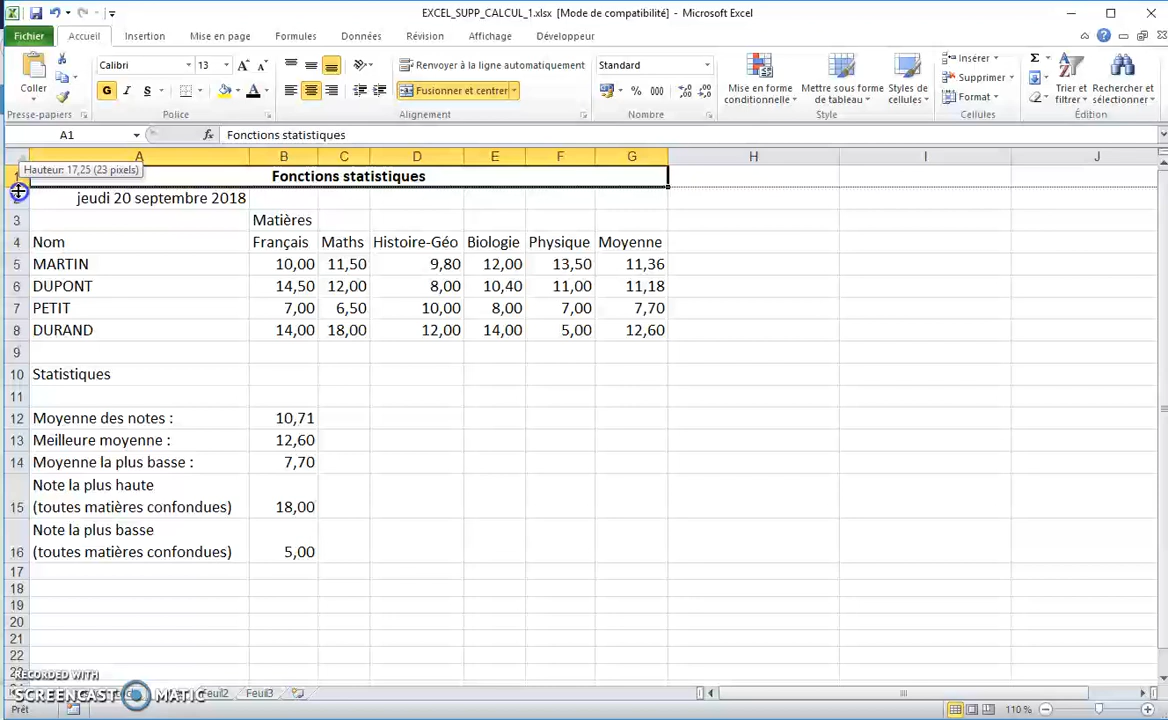 EXCEL_SUPP_CALCUL_1.xlsx [Mode de compatibilité] - Microsoft Excel
Fichier Accueil Insertion Mise en page Formules Données Révision Affichage Développeur
Coller
Presse-papiers
Calibri 13
G I S
Police
Renvoyer à la ligne automatiquement
Fusionner et centrer
Alignement
Standard
% 000
Nombre
Mise en forme conditionnelle
Mettre sous forme de tableau
Styles de cellules
Style
Insérer
Supprimer
Format
Cellules
Σ
Trier et filtrer
Rechercher et sélectionner
Édition
A1 fx Fonctions statistiques
A B C D E F G H I J
Hauteur: 17,25 (23 pixels)
1 Fonctions statistiques
2 jeudi 20 septembre 2018
3 Matières
4 Nom Français Maths Histoire-Géo Biologie Physique Moyenne
5 MARTIN 10,00 11,50 9,80 12,00 13,50 11,36
6 DUPONT 14,50 12,00 8,00 10,40 11,00 11,18
7 PETIT 7,00 6,50 10,00 8,00 7,00 7,70
8 DURAND 14,00 18,00 12,00 14,00 5,00 12,60
9
10 Statistiques
11
12 Moyenne des notes : 10,71
13 Meilleure moyenne : 12,60
14 Moyenne la plus basse : 7,70
Note la plus haute
15 (toutes matières confondues) 18,00
Note la plus basse
16 (toutes matières confondues) 5,00
17
18
19
20
21
22
RECORDED WITH
SCREENCAST MATIC
Feuil2 Feuil3
Prêt 110 %